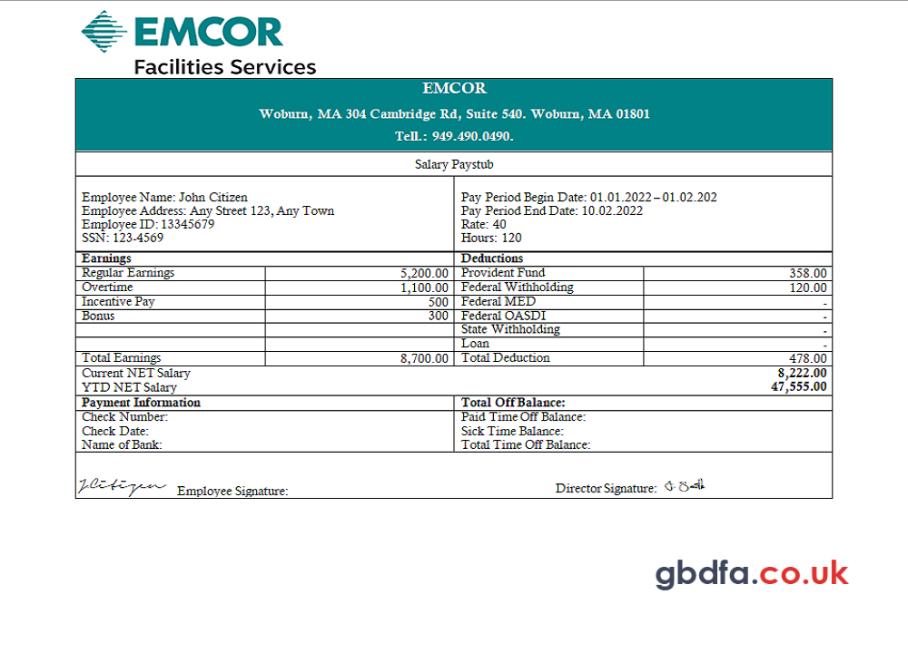 EMCOR
Facilities Services
EMCOR
Woburn, MA 304 Cambridge Rd, Suite 540. Woburn, MA 01801
Tell.: 949.490.0490.
Salary Paystub
Employee Name: John Citizen
Employee Address: Any Street 123, Any Town
Employee ID: 13345679
SSN: 123-4569
Pay Period Begin Date: 01.01.2022 – 01.02.202
Pay Period End Date: 10.02.2022
Rate: 40
Hours: 120
Earnings Deductions
Regular Earnings 5,200.00 Provident Fund 358.00
Overtime 1,100.00 Federal Withholding 120.00
Incentive Pay 500 Federal MED -
Bonus 300 Federal OASDI -
State Withholding -
Loan -
Total Earnings 8,700.00 Total Deduction 478.00
Current NET Salary 8,222.00
YTD NET Salary 47,555.00
Payment Information Total Off Balance:
Check Number: Paid Time Off Balance:
Check Date: Sick Time Balance:
Name of Bank: Total Time Off Balance:
JCitizen Employee Signature: Director Signature:
gbdfa.co.uk